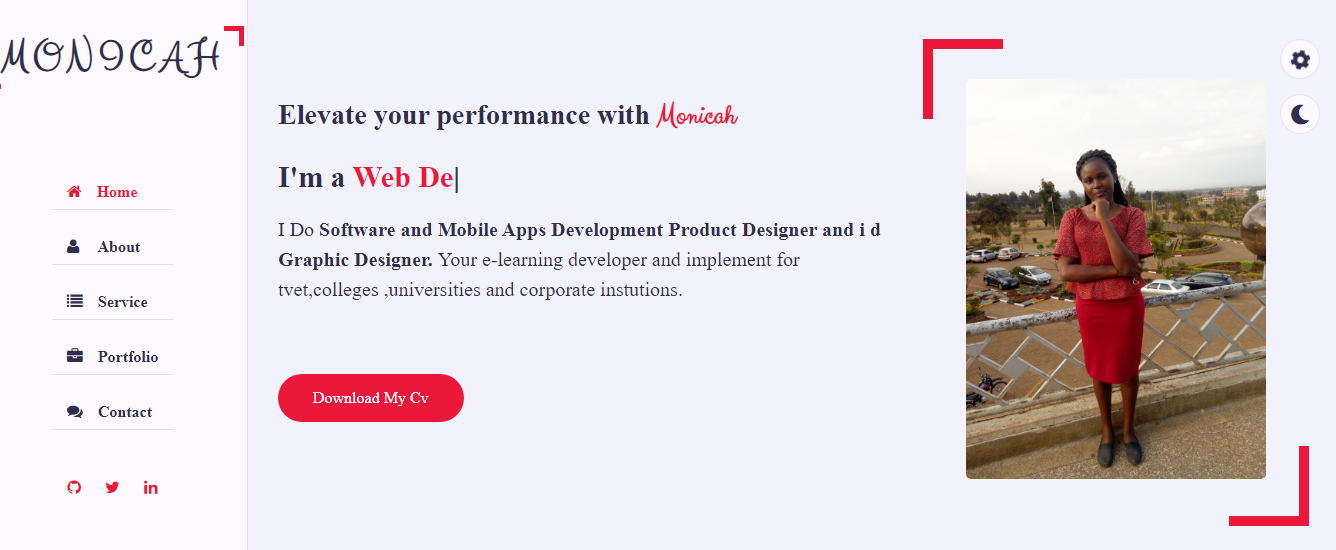 MONICAH
Home
About
Service
Portfolio
Contact
Elevate your performance with Monicah
I'm a Web De|
I Do Software and Mobile Apps Development Product Designer and i d
Graphic Designer. Your e-learning developer and implement for
tvet,colleges ,universities and corporate instutions.
Download My Cv